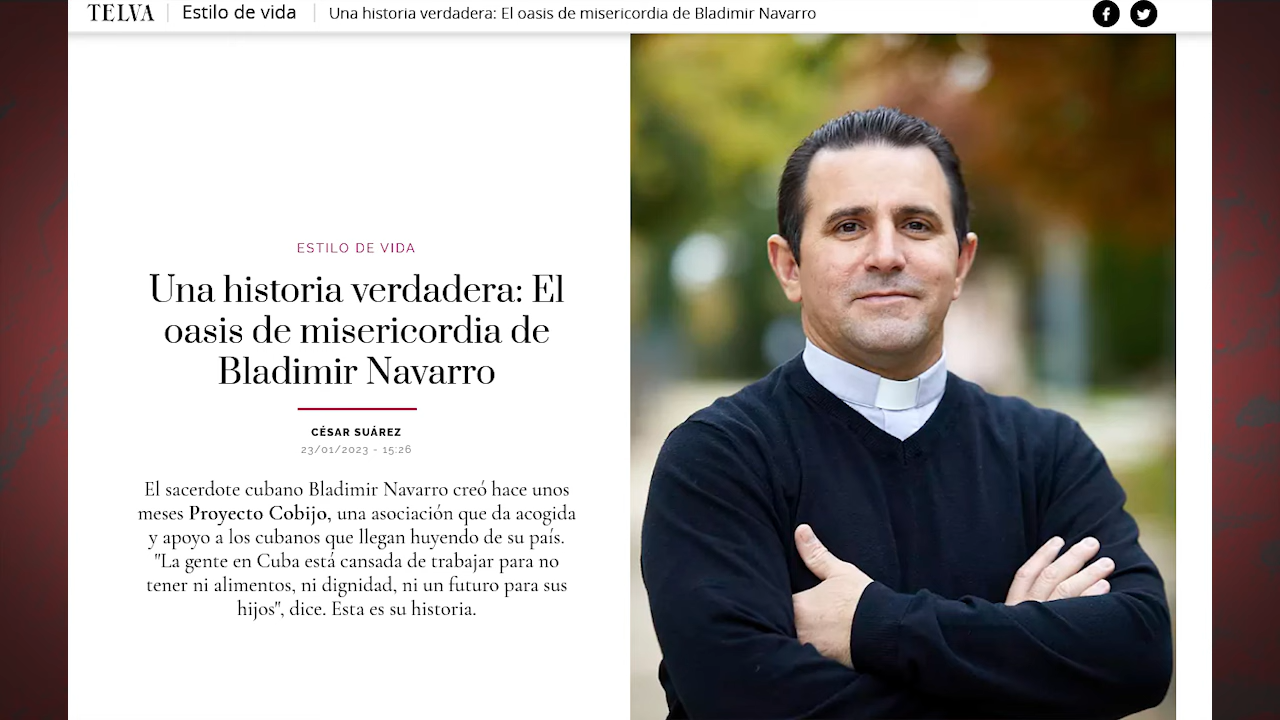 TELVA
Estilo de vida
Una historia verdadera: El oasis de misericordia de Bladimir Navarro
ESTILO DE VIDA
Una historia verdadera: El
oasis de misericordia de
Bladimir Navarro
CÉSAR SUÁREZ
23/01/2023 - 15:26
El sacerdote cubano Bladimir Navarro creó hace unos
meses Proyecto Cobijo, una asociación que da acogida
y apoyo a los cubanos que llegan huyendo de su país.
"La gente en Cuba está cansada de trabajar para no
tener ni alimentos, ni dignidad, ni un futuro para sus
hijos", dice. Esta es su historia.